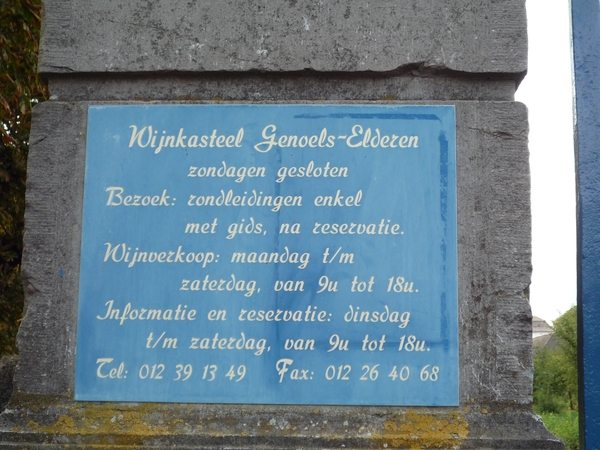 Wijnkasteel Genoels-Elderen
zondagen gesloten
Bezoek: rondleidingen enkel
met gids, na reservatie.
Wijnverkoop: maandag t/m
zaterdag, van 9u tot 18u.
Informatie en reservatie: dinsdag
t/m zaterdag, van 9u tot 18u.
Tel: 012 39 13 49 Fax: 012 26 40 68